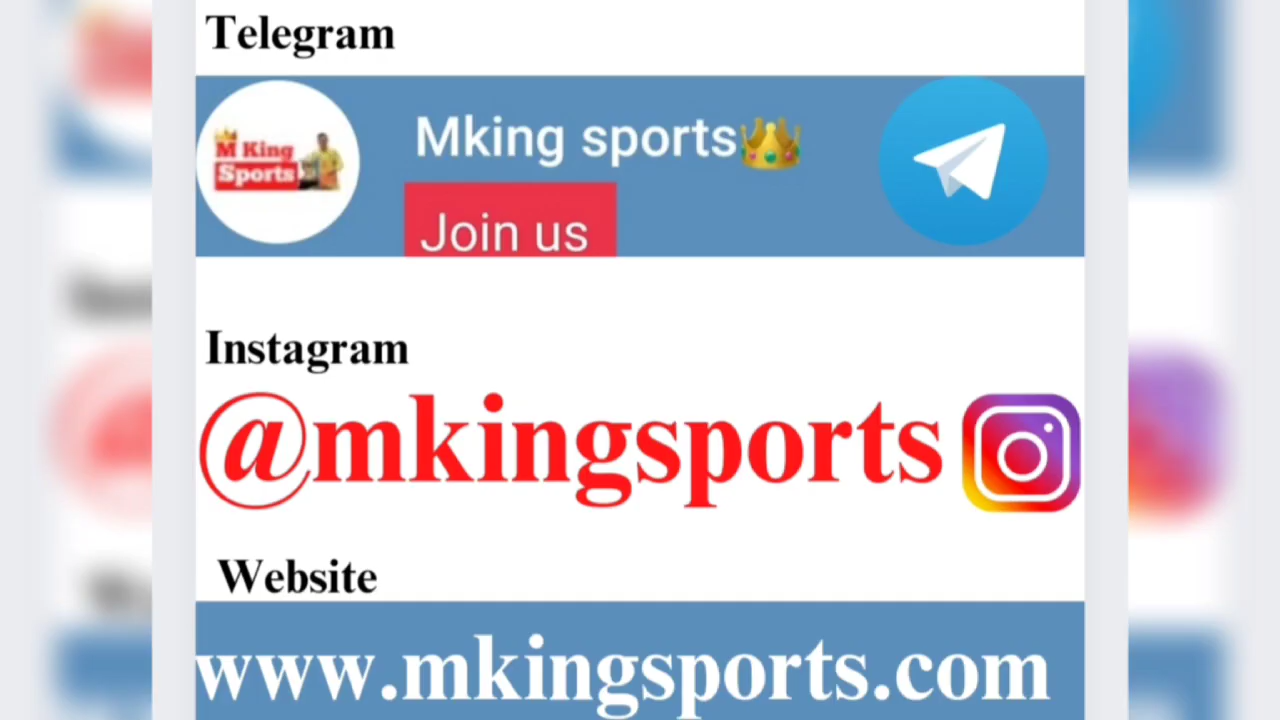 Telegram
M King
Sports
Mking sports👑
Join us
Instagram
@mkingsports
Website
www.mkingsports.com